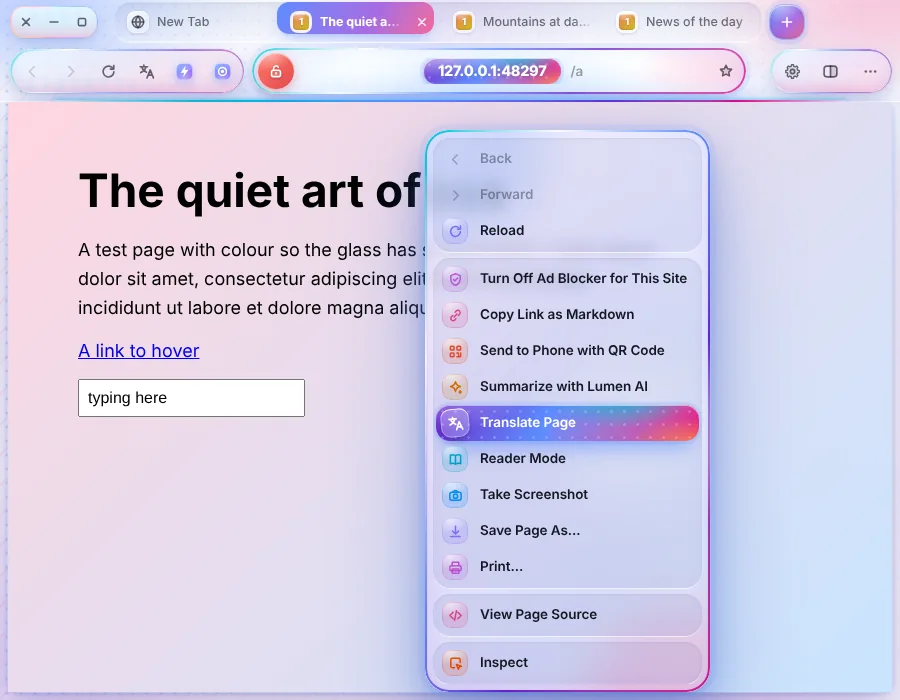 New Tab
1 The quiet a...
1 Mountains at da...
1 News of the day
127.0.0.1:48297 /a
The quiet art of
A test page with colour so the glass has
dolor sit amet, consectetur adipiscing elit
incididunt ut labore et dolore magna aliqu
A link to hover
typing here
Back
Forward
Reload
Turn Off Ad Blocker for This Site
Copy Link as Markdown
Send to Phone with QR Code
Summarize with Lumen AI
Translate Page
Reader Mode
Take Screenshot
Save Page As...
Print...
View Page Source
Inspect